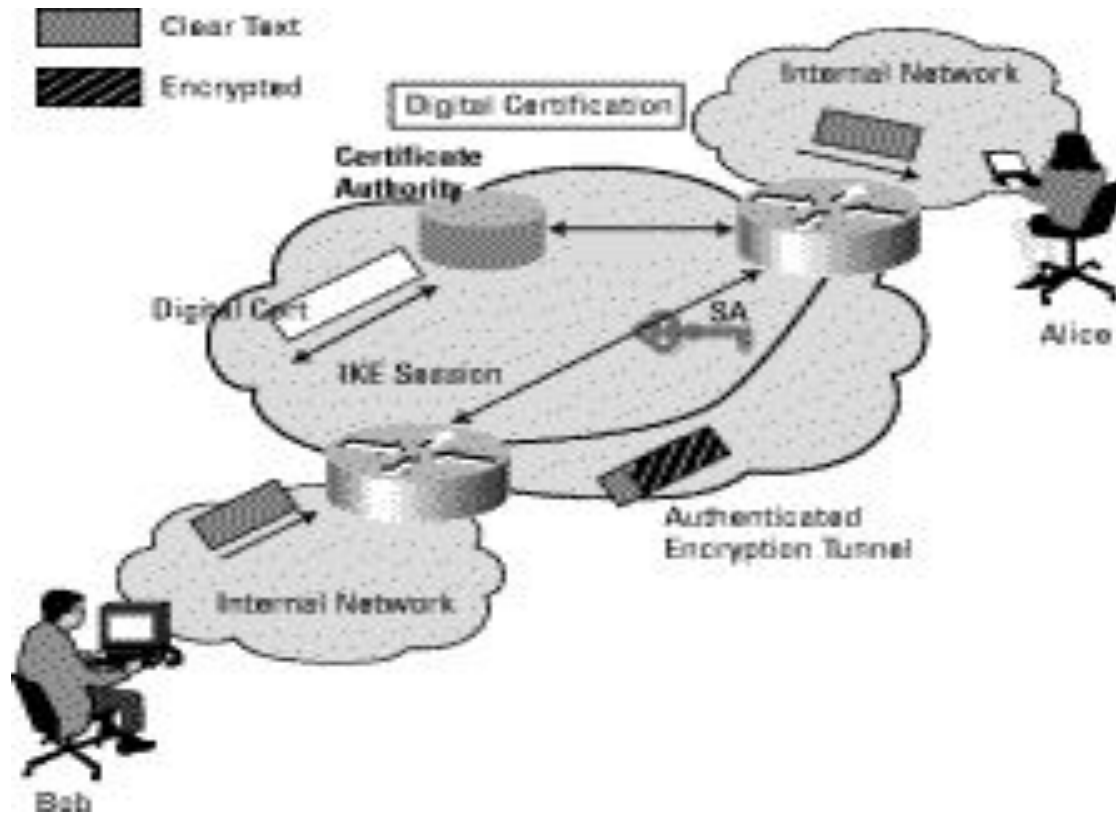 Clear Text
Encrypted
Digital Certification
Internal Network
Certificate
Authority
Digital Cert
SA
Alice
IKE Session
Authenticated
Encryption Tunnel
Internal Network
Bob